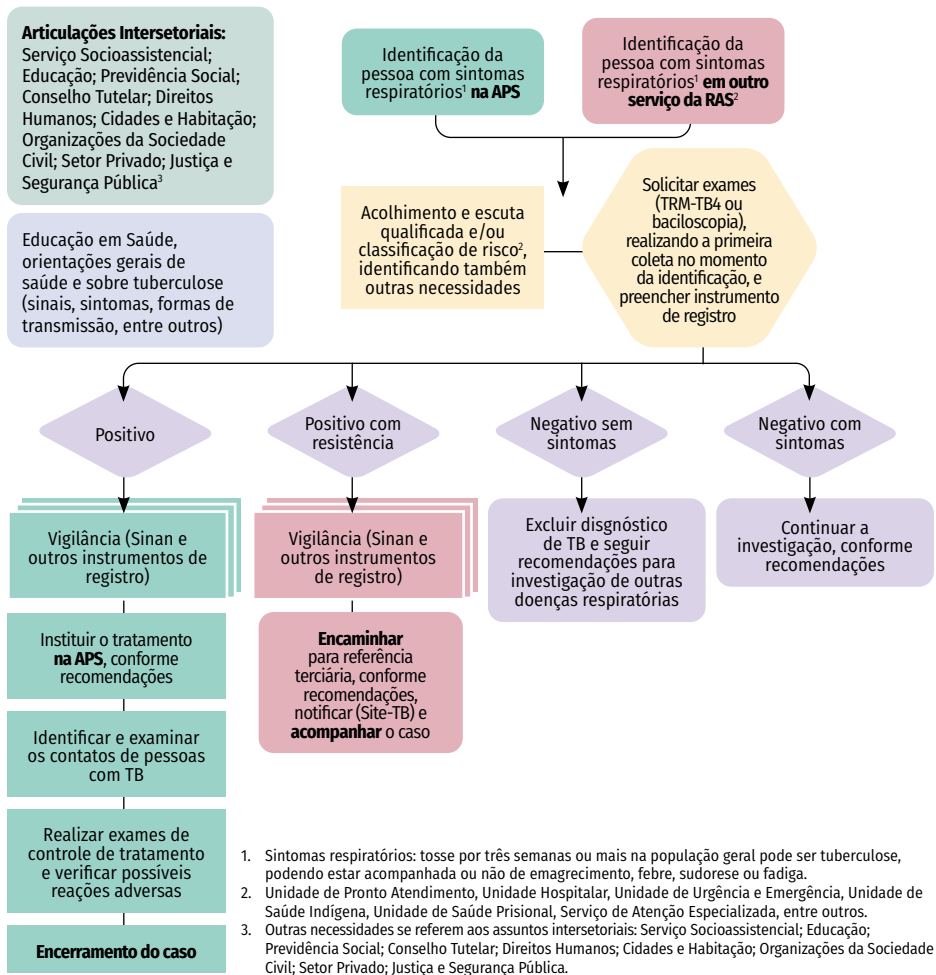 Articulações Intersetoriais:
Serviço Socioassistencial;
Educação; Previdência Social;
Conselho Tutelar; Direitos
Humanos; Cidades e Habitação;
Organizações da Sociedade
Civil; Setor Privado; Justiça e
Segurança Pública³
Educação em Saúde,
orientações gerais de
saúde e sobre tuberculose
(sinais, sintomas, formas de
transmissão, entre outros)
Identificação da
pessoa com sintomas
respiratórios¹ na APS
Identificação da
pessoa com sintomas
respiratórios¹ em outro
serviço da RAS²
Acolhimento e escuta
qualificada e/ou
classificação de risco²,
identificando também
outras necessidades
Solicitar exames
(TRM-TB4 ou
baciloscopia),
realizando a primeira
coleta no momento
da identificação, e
preencher instrumento
de registro
Positivo
Positivo com
resistência
Negativo sem
sintomas
Negativo com
sintomas
Vigilância (Sinan e
outros instrumentos de
registro)
Instituir o tratamento
na APS, conforme
recomendações
Identificar e examinar
os contatos de pessoas
com TB
Realizar exames de
controle de tratamento
e verificar possíveis
reações adversas
Encerramento do caso
Vigilância (Sinan e
outros instrumentos
de registro)
Encaminhar
para referência
terciária, conforme
recomendações,
notificar (Site-TB) e
acompanhar o caso
Excluir disgnóstico
de TB e seguir
recomendações para
investigação de outras
doenças respiratórias
Continuar a
investigação, conforme
recomendações
1. Sintomas respiratórios: tosse por três semanas ou mais na população geral pode ser tuberculose,
podendo estar acompanhada ou não de emagrecimento, febre, sudorese ou fadiga.
2. Unidade de Pronto Atendimento, Unidade Hospitalar, Unidade de Urgência e Emergência, Unidade de
Saúde Indígena, Unidade de Saúde Prisional, Serviço de Atenção Especializada, entre outros.
3. Outras necessidades se referem aos assuntos intersetoriais: Serviço Socioassistencial; Educação;
Previdência Social; Conselho Tutelar; Direitos Humanos; Cidades e Habitação; Organizações da Sociedade
Civil; Setor Privado; Justiça e Segurança Pública.